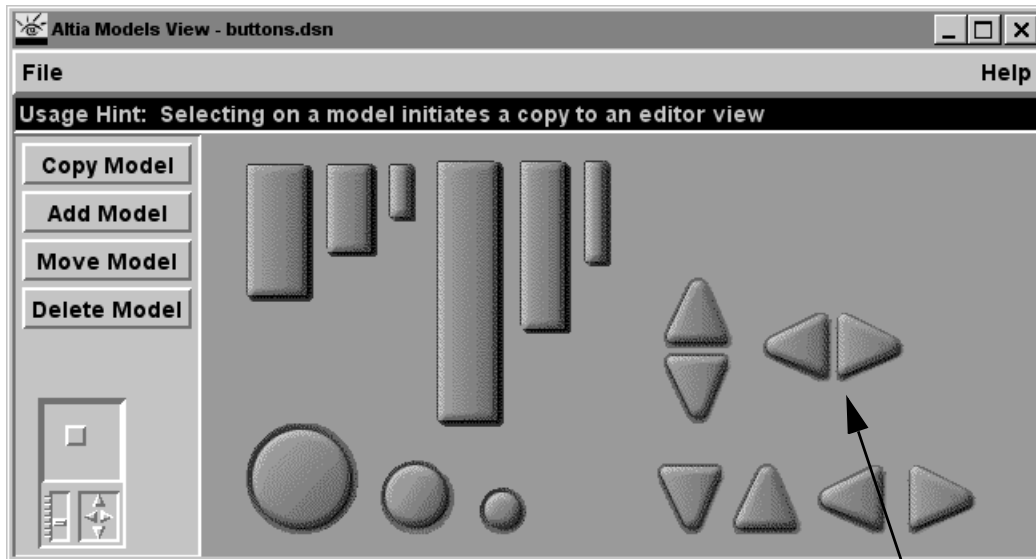 Altia Models View - buttons.dsn
File Help
Usage Hint: Selecting on a model initiates a copy to an editor view
Copy Model
Add Model
Move Model
Delete Model